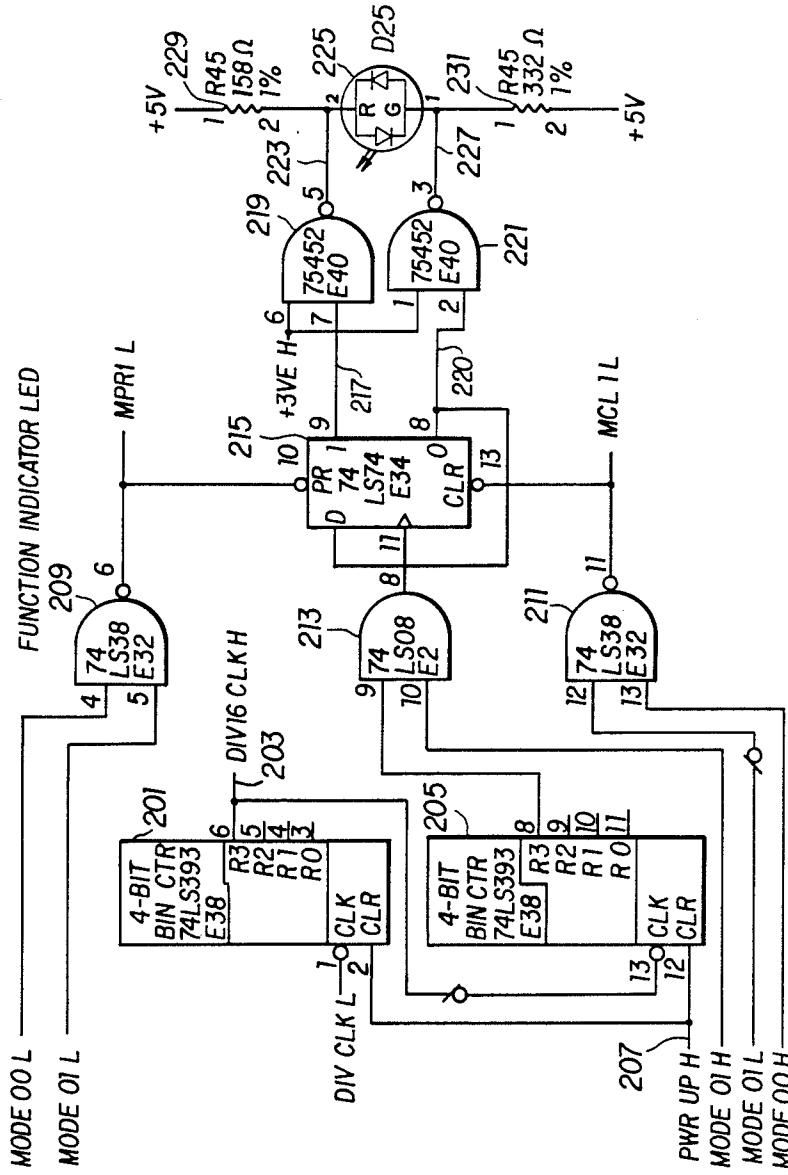 FUNCTION INDICATOR LED
MODE 00 L
MODE 01 L
4
5
74
LS38
E32
209
6
MPR1 L
201
4-BIT
BIN CTR
74LS393
E38
R3
R2
R1
R0
CLK
CLR
6
5
4
3
1
2
DIV CLK L
DIV16 CLK H
203
205
4-BIT
BIN CTR
74LS393
E38
R3
R2
R1
R0
CLK
CLR
8
9
10
11
13
12
207
PWR UP H
MODE 01 H
MODE 01 L
MODE 00 H
213
9
10
74
LS08
E2
8
11
211
12
13
74
LS38
E32
11
MCL 1 L
215
10
PR
D
74
LS74
E34
CLR
1
0
9
8
13
+3VE H
217
220
219
6
7
75452
E40
5
223
221
1
2
75452
E40
3
227
225
D25
R
G
2
1
+5V
229
1
R45
158 Ω
1%
2
231
1
R45
332 Ω
1%
2
+5V